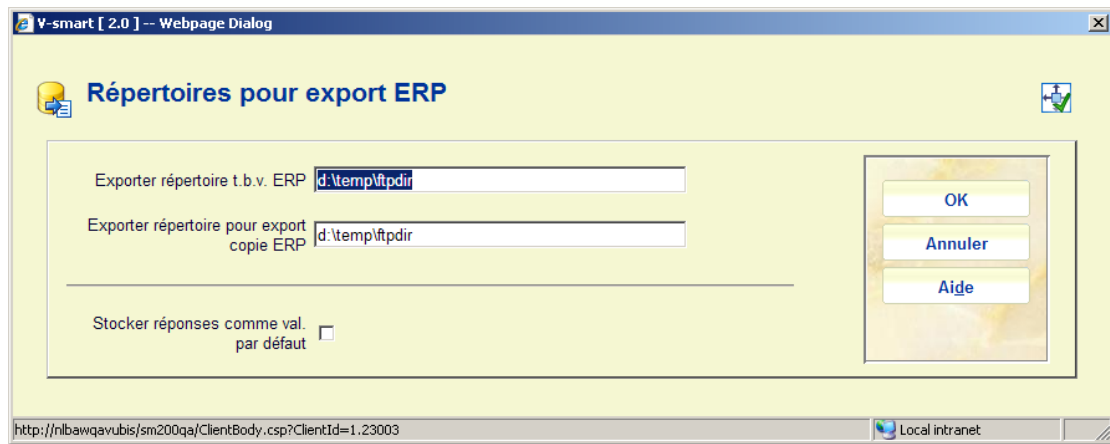 V-smart [ 2.0 ] -- Webpage Dialog
Répertoires pour export ERP
Exporter répertoire t.b.v. ERP d:\temp\ftpdir
Exporter répertoire pour export
copie ERP d:\temp\ftpdir
Stocker réponses comme val.
par défaut
OK
Annuler
Aide
http://nlbawqavubis/sm200qa/ClientBody.csp?ClientId=1.23003
Local intranet